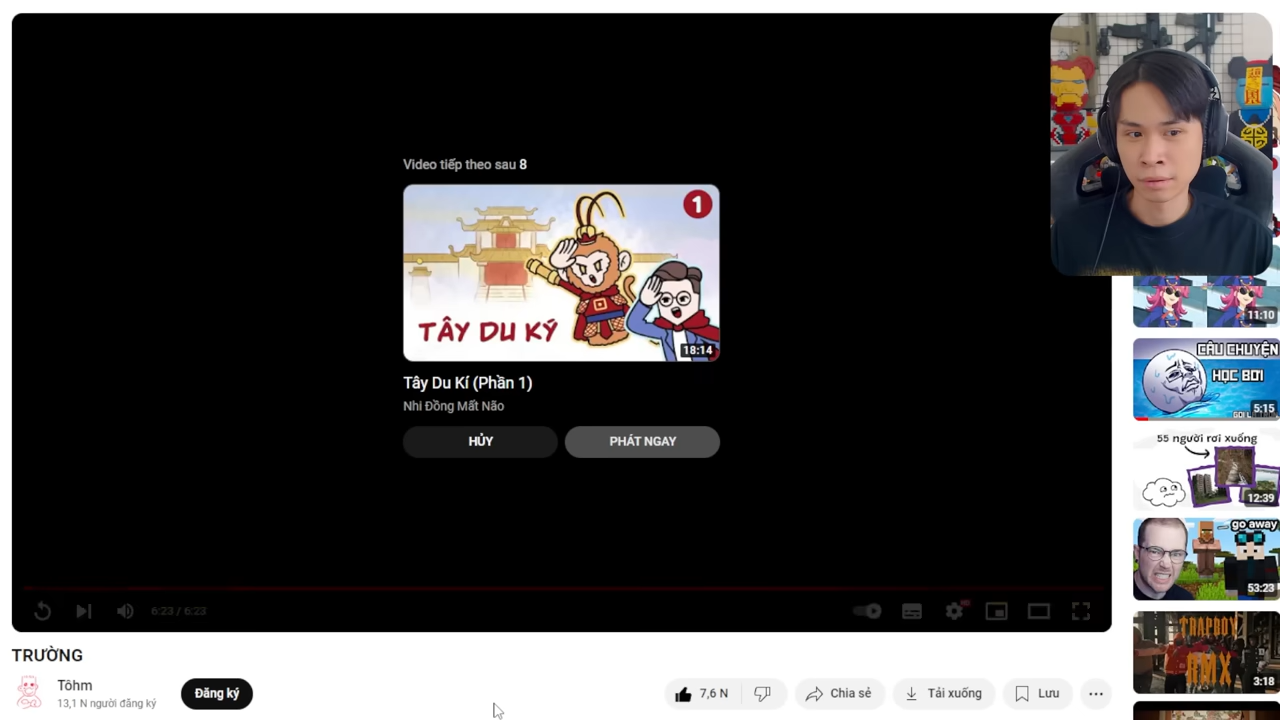 Video tiếp theo sau 8
1
TÂY DU KÝ
18:14
Tây Du Kí (Phần 1)
Nhi Đồng Mất Não
HỦY
PHÁT NGAY
6:23 / 6:23
TRƯỜNG
Tôhm
13,1 N người đăng ký
Đăng ký
7,6 N
Chia sẻ
Tải xuống
Lưu
11:10
CÂU CHUYỆN
HỌC BƠI
5:15
55 người rơi xuống
12:39
go away
53:23
TRAPBOY
RMX
3:18